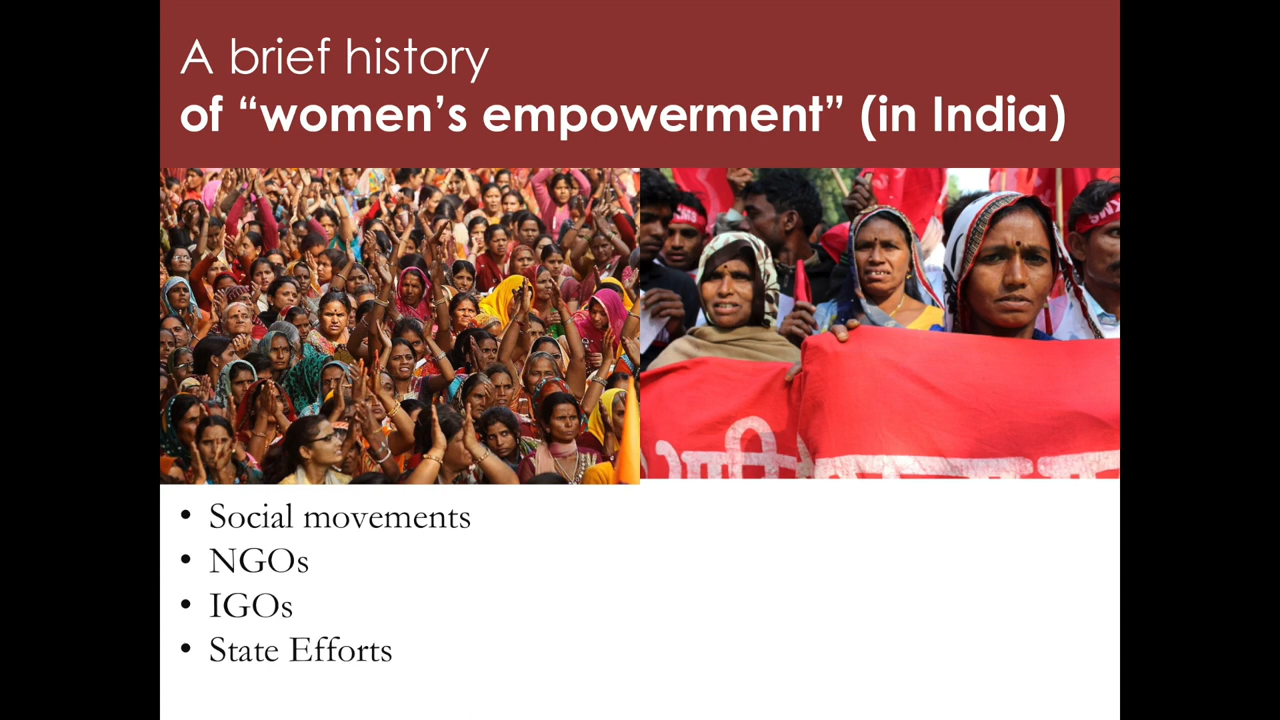 A brief history
of “women’s empowerment” (in India)
• Social movements
• NGOs
• IGOs
• State Efforts